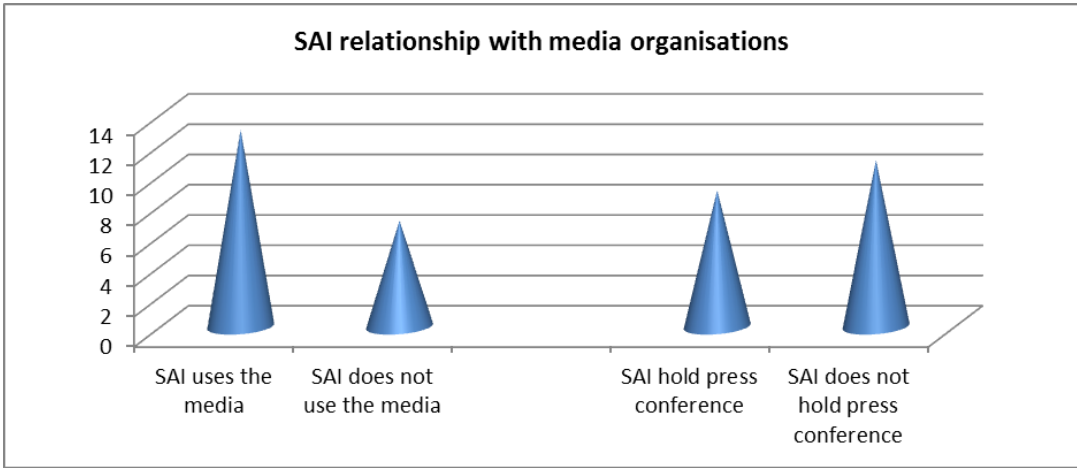 SAI relationship with media organisations
14
12
10
8
6
4
2
0
SAI uses the
media
SAI does not
use the media
SAI hold press
conference
SAI does not
hold press
conference